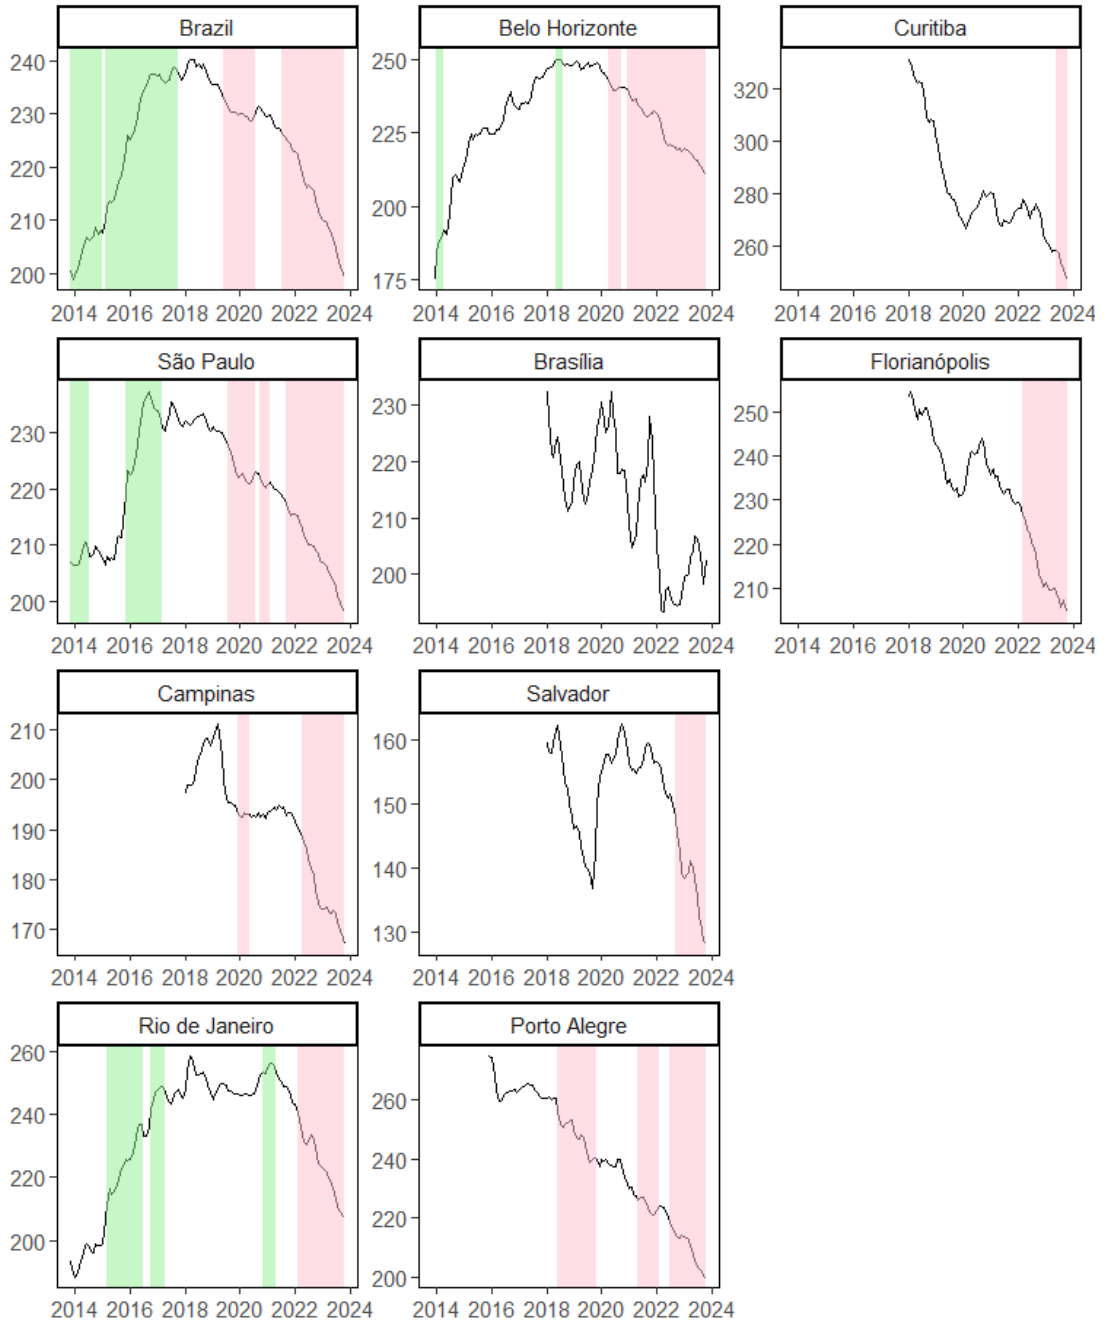 Brazil
240
230
220
210
200
2014 2016 2018 2020 2022 2024
Belo Horizonte
250
225
200
175
2014 2016 2018 2020 2022 2024
Curitiba
320
300
280
260
2014 2016 2018 2020 2022 2024
São Paulo
230
220
210
200
2014 2016 2018 2020 2022 2024
Brasília
230
220
210
200
2014 2016 2018 2020 2022 2024
Florianópolis
250
240
230
220
210
2014 2016 2018 2020 2022 2024
Campinas
210
200
190
180
170
2014 2016 2018 2020 2022 2024
Salvador
160
150
140
130
2014 2016 2018 2020 2022 2024
Rio de Janeiro
260
240
220
200
2014 2016 2018 2020 2022 2024
Porto Alegre
260
240
220
200
2014 2016 2018 2020 2022 2024